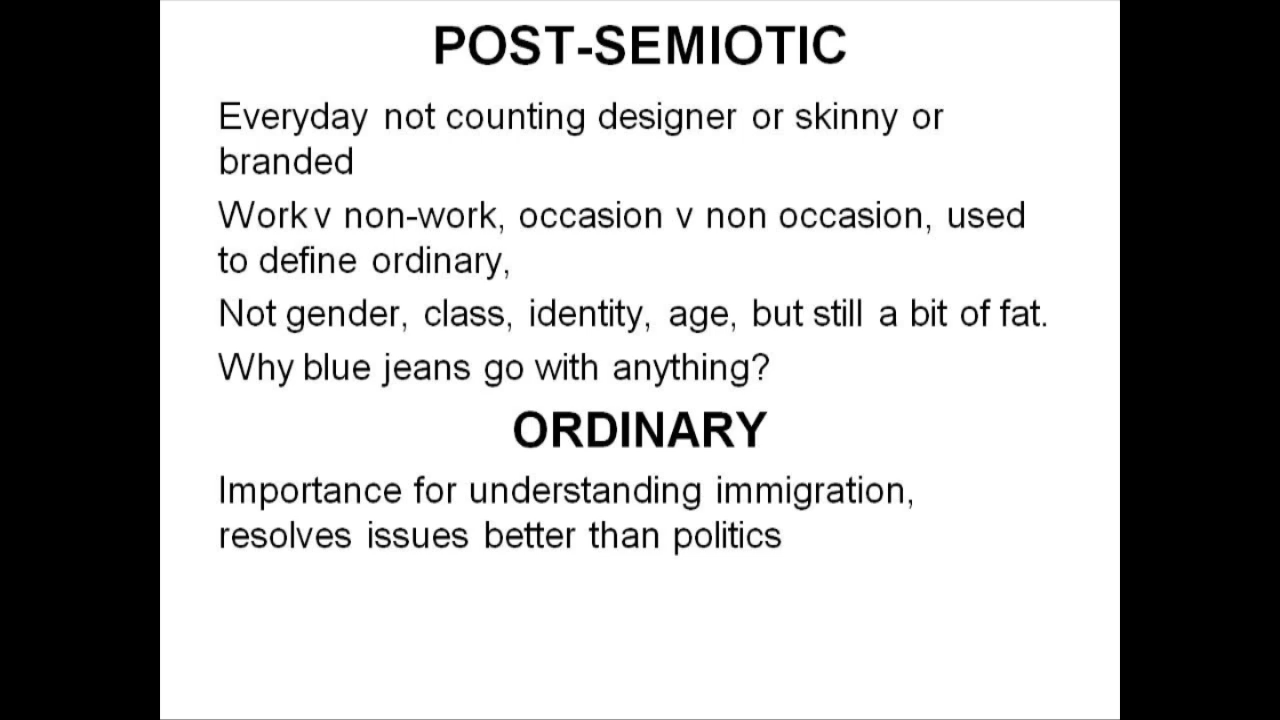 POST-SEMIOTIC
Everyday not counting designer or skinny or
branded
Work v non-work, occasion v non occasion, used
to define ordinary,
Not gender, class, identity, age, but still a bit of fat.
Why blue jeans go with anything?
ORDINARY
Importance for understanding immigration,
resolves issues better than politics